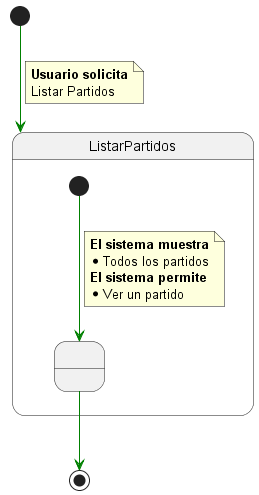 Usuario solicita
Listar Partidos
ListarPartidos
El sistema muestra
• Todos los partidos
El sistema permite
• Ver un partido